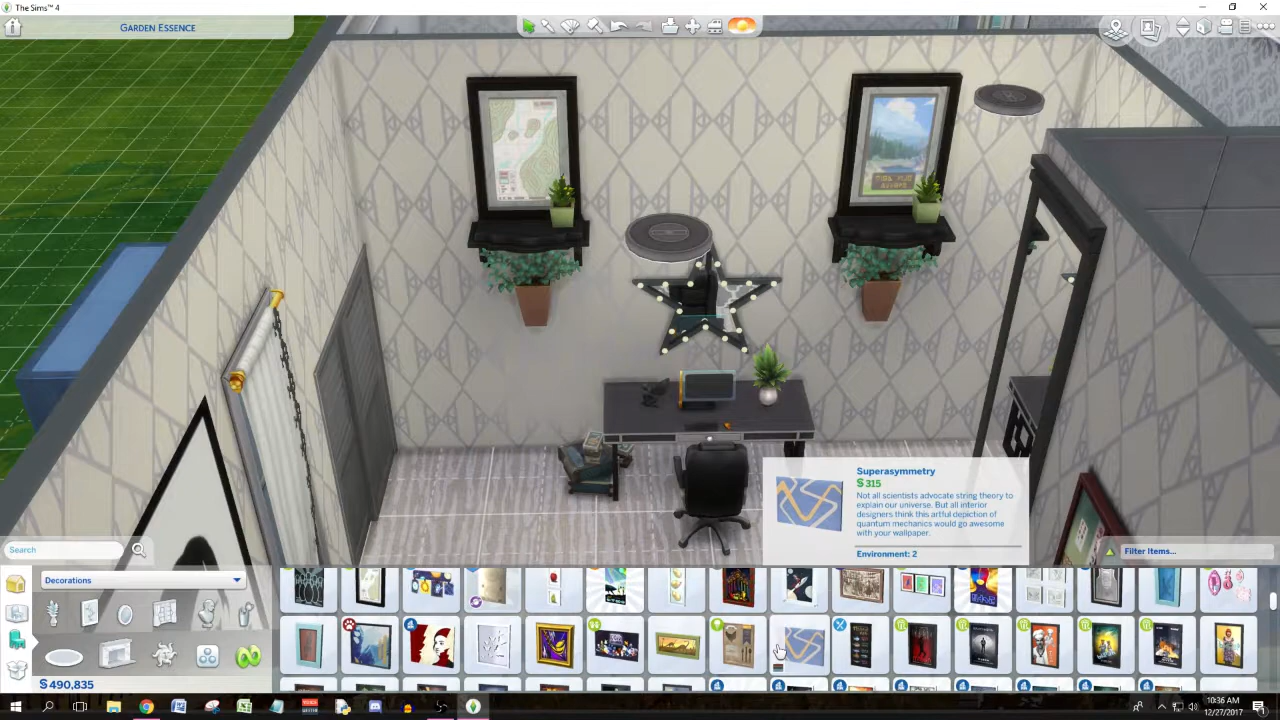 The Sims™ 4
GARDEN ESSENCE
Superasymmetry
§315
Not all scientists advocate string theory to
explain our universe. But all interior
designers think this artful depiction of
quantum mechanics would go awesome
with your wallpaper.
Environment: 2
Search
Filter Items...
Decorations
§490,835
10:36 AM
12/27/2017